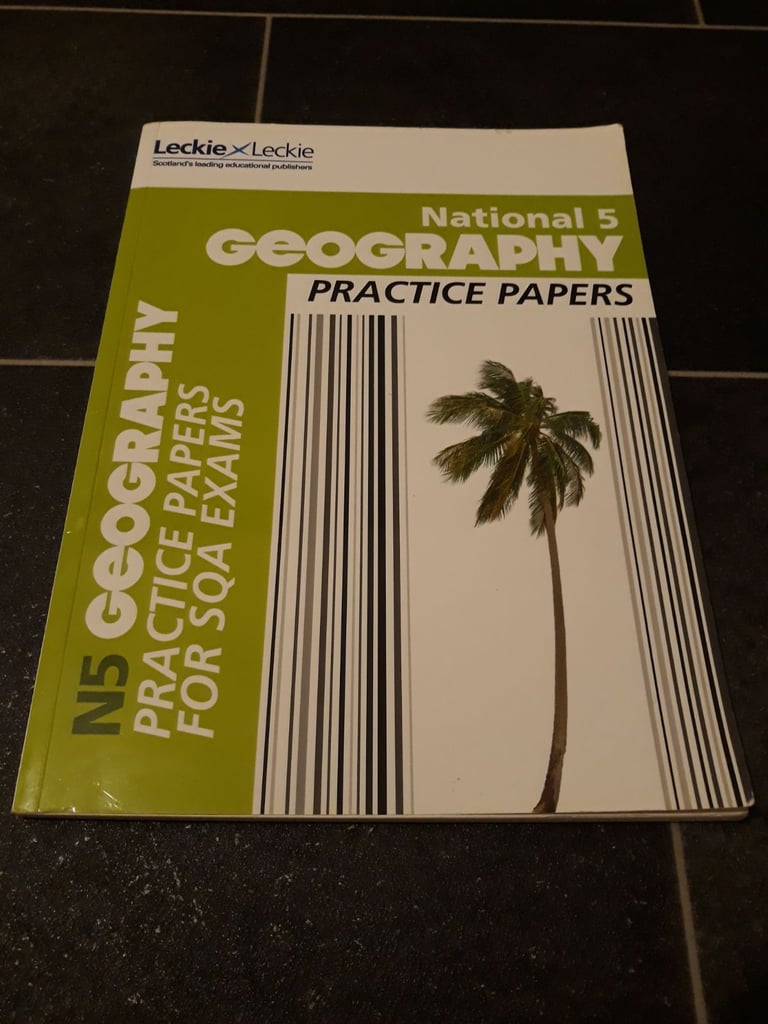 Leckie X Leckie
Scotland's leading educational publishers
National 5
GEOGRAPHY
PRACTICE PAPERS
N5 GEOGRAPHY
PRACTICE PAPERS
FOR SQA EXAMS